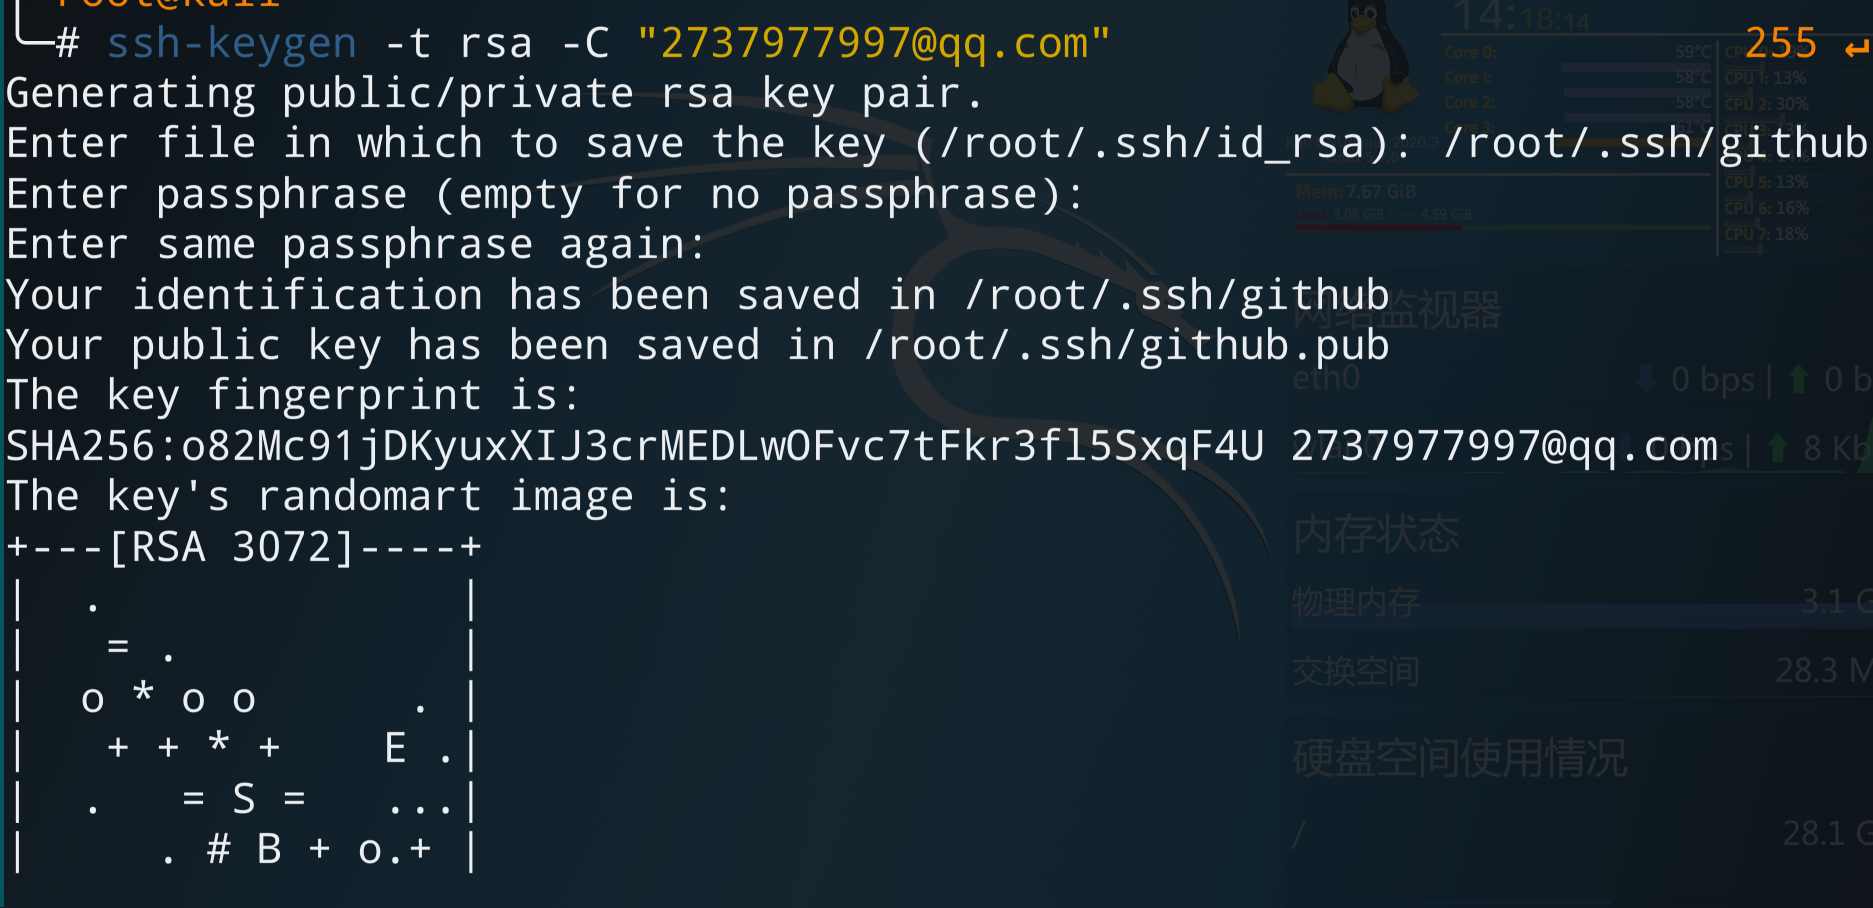 root@kali
└─# ssh-keygen -t rsa -C "2737977997@qq.com" 255 ↵
Generating public/private rsa key pair.
Enter file in which to save the key (/root/.ssh/id_rsa): /root/.ssh/github
Enter passphrase (empty for no passphrase):
Enter same passphrase again:
Your identification has been saved in /root/.ssh/github
Your public key has been saved in /root/.ssh/github.pub
The key fingerprint is:
SHA256:o82Mc91jDKyuxXIJ3crMEDLwOFvc7tFkr3fl5SxqF4U 2737977997@qq.com
The key's randomart image is:
+---[RSA 3072]----+
|   .               |
|    = .            |
|   o * o o      . |
|    + + * +    E .|
|   .    = S =   ...|
|      . # B + o.+ |
14:18:14
Core 0: 59°C
Core 1: 58°C
Core 2: 58°C
61°C
CPU 1: 13%
CPU 2: 30%
CPU 5: 13%
CPU 6: 16%
CPU 7: 18%
Mem: 7.67 GiB
3.08 GiB 4.59 GiB
网络监视器
eth0 0 bps | 0 b
8 Kb
内存状态
物理内存 3.1 G
交换空间 28.3 M
硬盘空间使用情况
/ 28.1 G